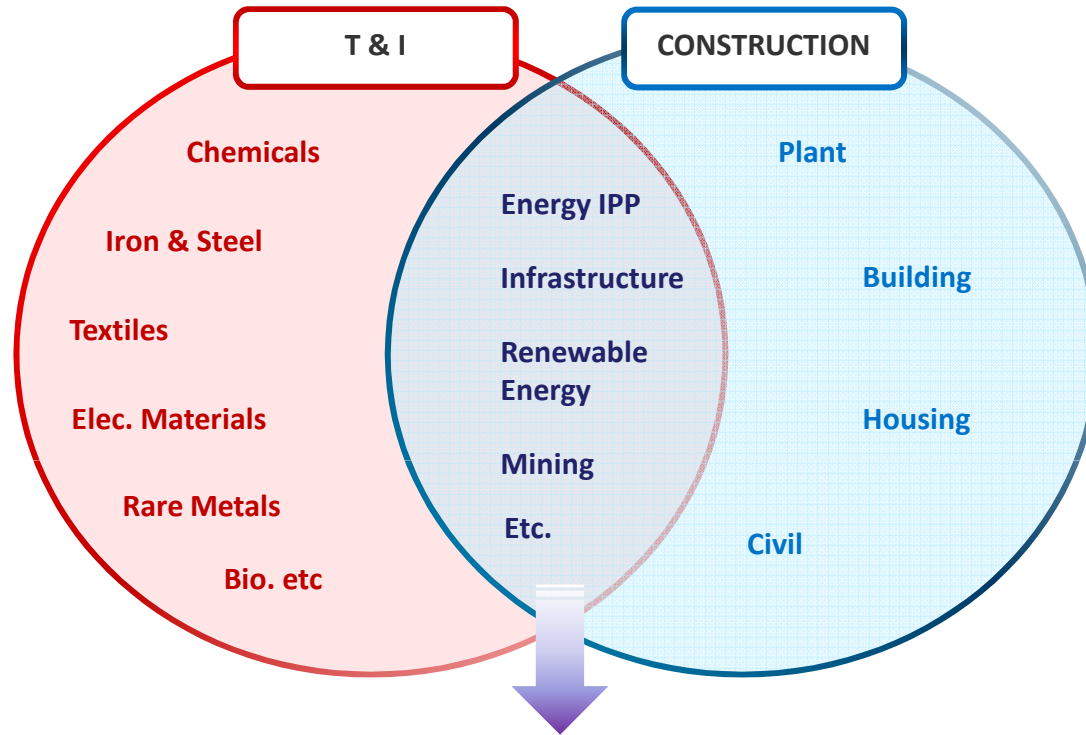 T & I
CONSTRUCTION
Chemicals
Iron & Steel
Textiles
Elec. Materials
Rare Metals
Bio. etc
Energy IPP
Infrastructure
Renewable
Energy
Mining
Etc.
Plant
Building
Housing
Civil